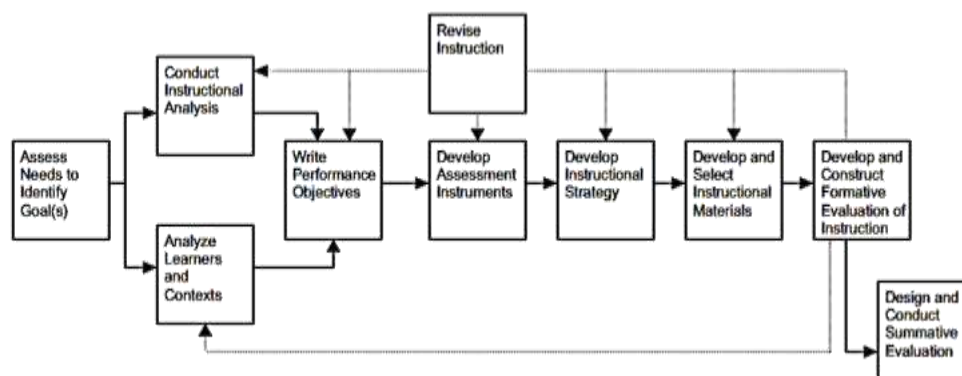 Revise
Instruction
Conduct
Instructional
Analysis
Assess
Needs to
Identify
Goal(s)
Write
Performance
Objectives
Develop
Assessment
Instruments
Develop
Instructional
Strategy
Develop and
Select
Instructional
Materials
Develop and
Construct
Formative
Evaluation of
Instruction
Analyze
Learners
and
Contexts
Design and
Conduct
Summative
Evaluation